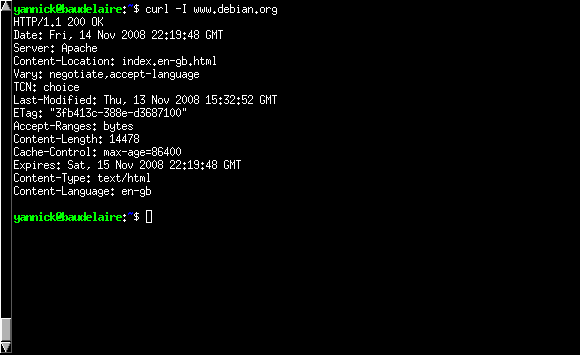 yannick@baudelaire:~$ curl -I www.debian.org
HTTP/1.1 200 OK
Date: Fri, 14 Nov 2008 22:19:48 GMT
Server: Apache
Content-Location: index.en-gb.html
Vary: negotiate,accept-language
TCN: choice
Last-Modified: Thu, 13 Nov 2008 15:32:52 GMT
ETag: "3fb413c-388e-d3687100"
Accept-Ranges: bytes
Content-Length: 14478
Cache-Control: max-age=86400
Expires: Sat, 15 Nov 2008 22:19:48 GMT
Content-Type: text/html
Content-Language: en-gb
yannick@baudelaire:~$